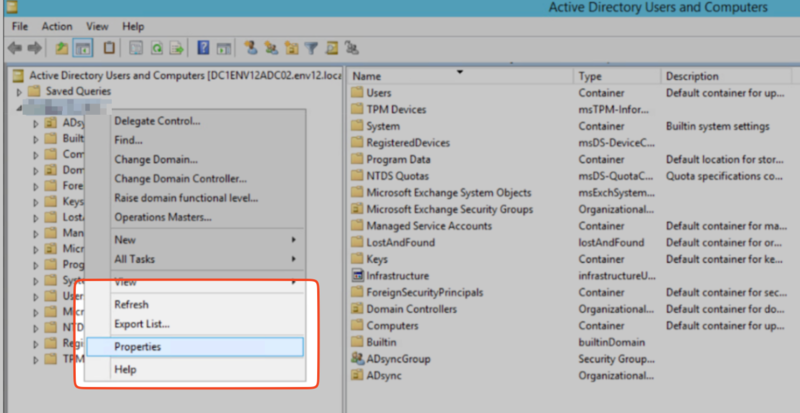 Active Directory Users and Computers
File Action View Help
Active Directory Users and Computers [DC1ENV12ADC02.env12.loca
Saved Queries
ADsy
Built
Com
Dom
Fore
Keys
LostA
Man
Micr
Prog
Syst
User
Micr
NTD
Regi
TPM
Delegate Control...
Find...
Change Domain...
Change Domain Controller...
Raise domain functional level...
Operations Masters...
New
All Tasks
View
Refresh
Export List...
Properties
Help
Name Type Description
Users Container Default container for up...
TPM Devices msTPM-Infor...
System Container Builtin system settings
RegisteredDevices msDS-DeviceC...
Program Data Container Default location for stor...
NTDS Quotas msDS-QuotaC... Quota specifications co...
Microsoft Exchange System Objects msExchSystem...
Microsoft Exchange Security Groups Organizational...
Managed Service Accounts Container Default container for ma...
LostAndFound lostAndFound Default container for or...
Keys Container Default container for ke...
Infrastructure infrastructureU...
ForeignSecurityPrincipals Container Default container for sec...
Domain Controllers Organizational... Default container for do...
Computers Container Default container for up...
Builtin builtinDomain
ADsyncGroup Security Group...
ADsync Organizational...